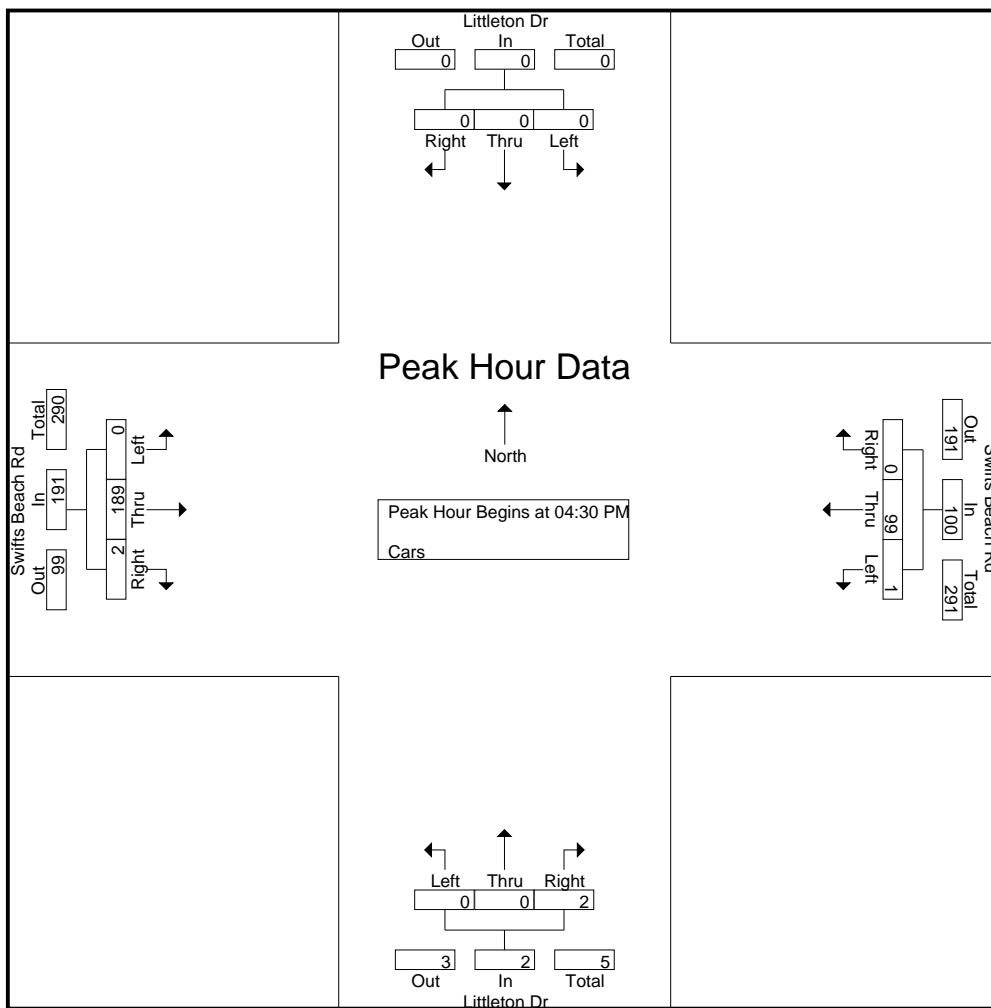 Littleton Dr
Out In Total
0 0 0
0 0 0
Right Thru Left
Peak Hour Data
North
Peak Hour Begins at 04:30 PM
Cars
Swifts Beach Rd
Total In Out
290 191 99
0 189 2
Left Thru Right
Right Thru Left
0 99 1
Out In Total
191 100 291
Swifts Beach Rd
Left Thru Right
0 0 2
3 2 5
Out In Total
Littleton Dr